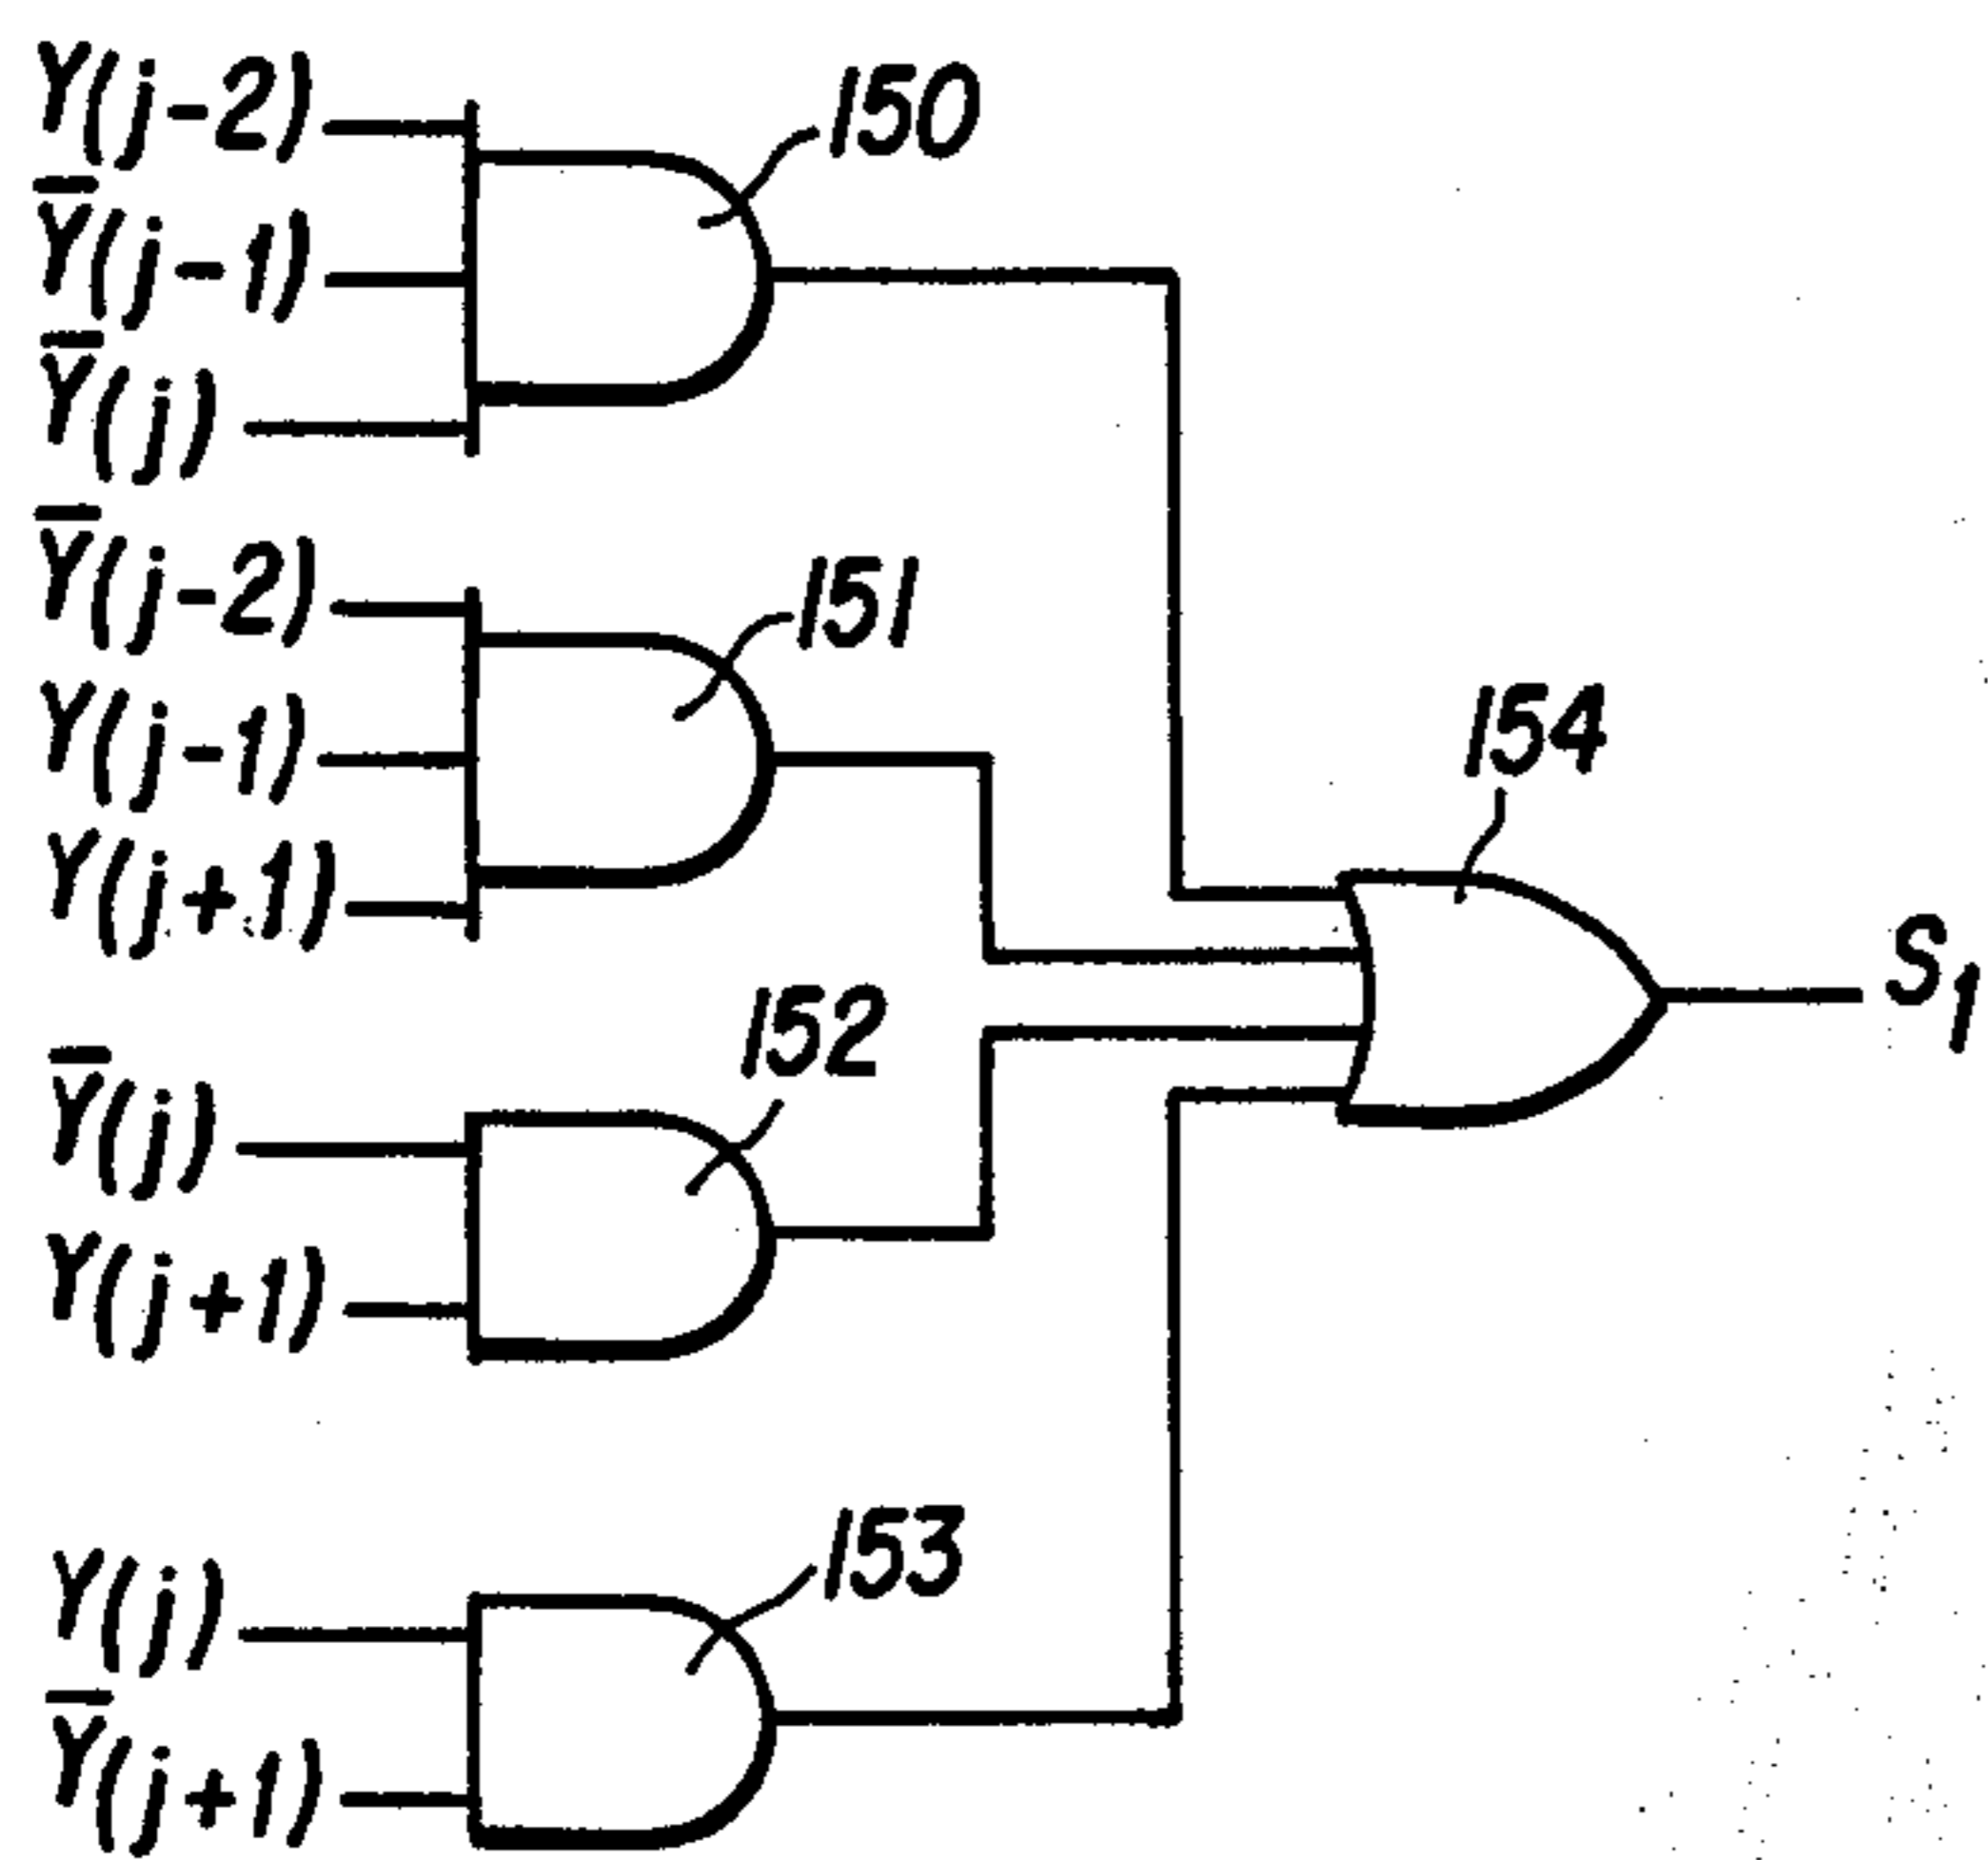 Y(j-2)
150
Y̅(j-1)
Y̅(j)
Y̅(j-2)
151
Y(j-1)
154
Y(j+1)
S1
152
Y̅(j)
Y(j+1)
153
Y(j)
Y̅(j+1)